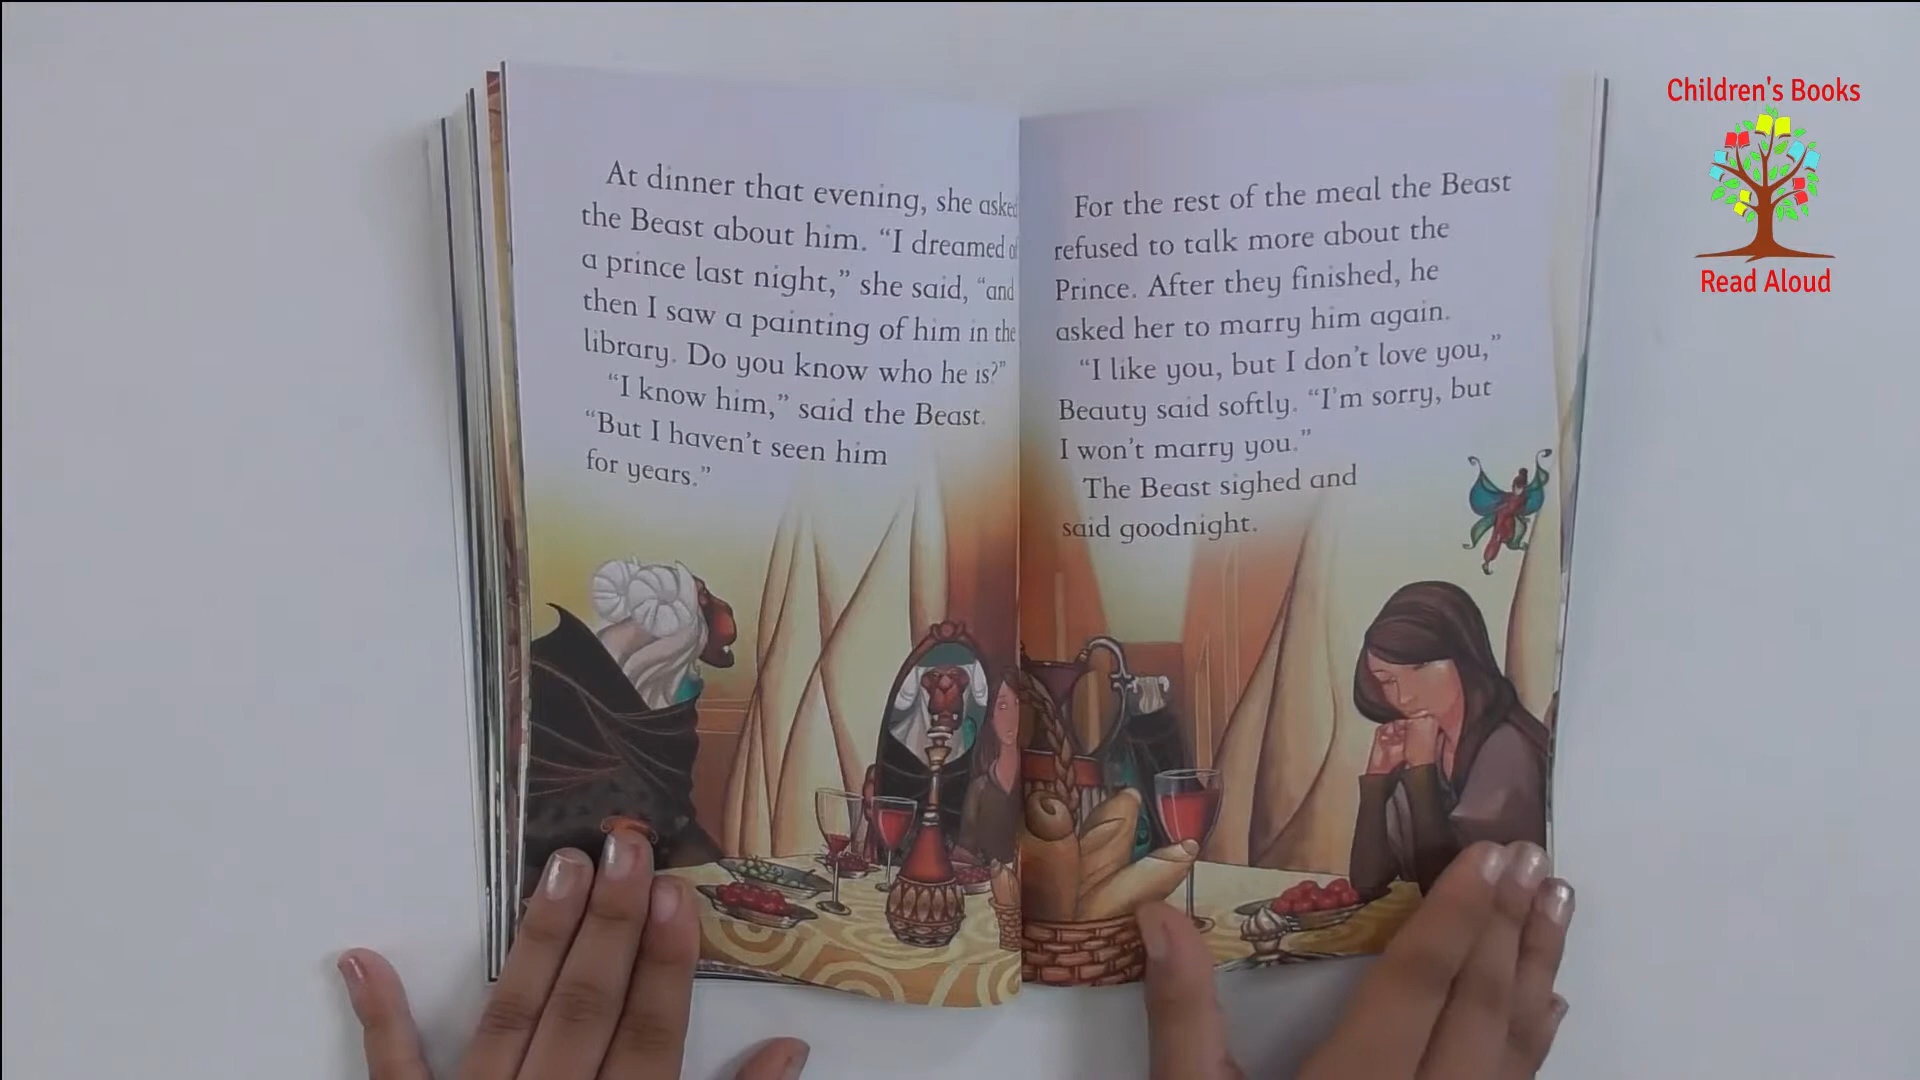 At dinner that evening, she asked
the Beast about him. “I dreamed of
a prince last night,” she said, “and
then I saw a painting of him in the
library. Do you know who he is?”
“I know him,” said the Beast.
“But I haven’t seen him
for years.”
For the rest of the meal the Beast
refused to talk more about the
Prince. After they finished, he
asked her to marry him again.
“I like you, but I don’t love you,”
Beauty said softly. “I’m sorry, but
I won’t marry you.”
The Beast sighed and
said goodnight.
Children's Books
Read Aloud